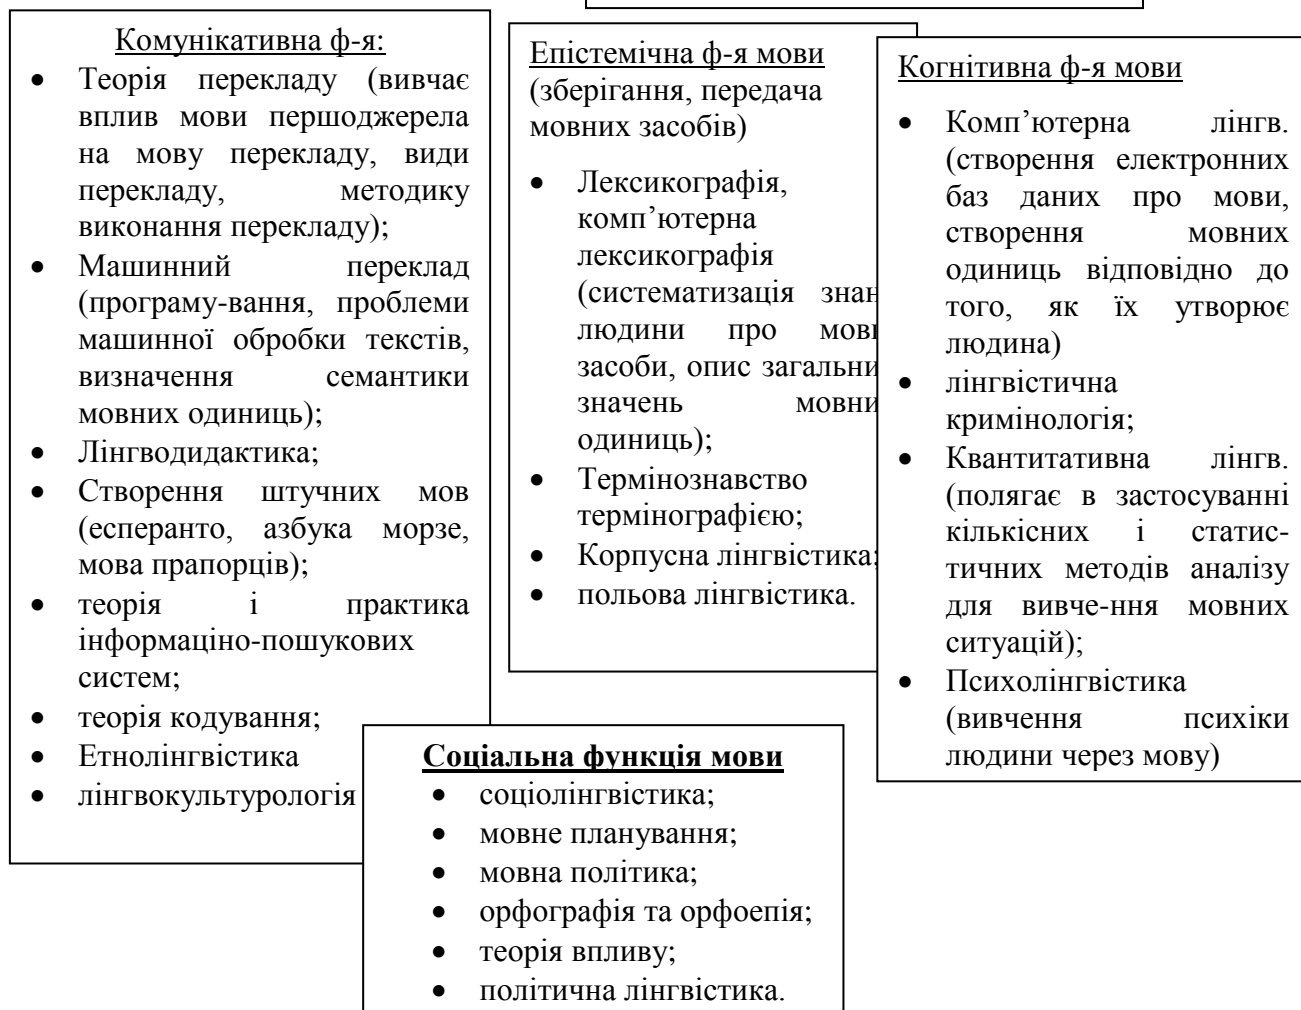 Комунікативна ф-я:
• Теорія перекладу (вивчає
вплив мови першоджерела
на мову перекладу, види
перекладу, методику
виконання перекладу);
• Машинний переклад
(програму-вання, проблеми
машинної обробки текстів,
визначення семантики
мовних одиниць);
• Лінгводидактика;
• Створення штучних мов
(есперанто, азбука морзе,
мова прапорців);
• теорія і практика
інформаціно-пошукових
систем;
• теорія кодування;
• Етнолінгвістика
• лінгвокультурологія
Епістемічна ф-я мови
(зберігання, передача
мовних засобів)
• Лексикографія,
комп’ютерна
лексикографія
(систематизація знан
людини про мовн
засоби, опис загальни
значень мовни
одиниць);
• Термінознавство
термінографією;
• Корпусна лінгвістика;
• польова лінгвістика.
Когнітивна ф-я мови
• Комп’ютерна лінгв.
(створення електронних
баз даних про мови,
створення мовних
одиниць відповідно до
того, як їх утворює
людина)
• лінгвістична
кримінологія;
• Квантитативна лінгв.
(полягає в застосуванні
кількісних і статис-
тичних методів аналізу
для вивче-ння мовних
ситуацій);
• Психолінгвістика
(вивчення психіки
людини через мову)
Соціальна функція мови
• соціолінгвістика;
• мовне планування;
• мовна політика;
• орфографія та орфоепія;
• теорія впливу;
• політична лінгвістика.